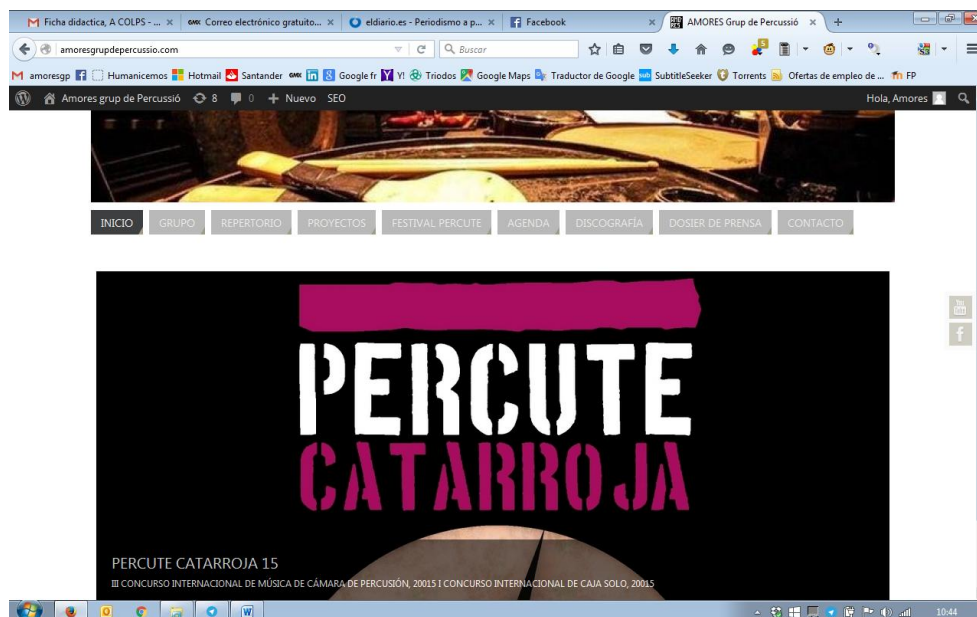 Ficha didactica, A COLPS - ... GMX Correo electrónico gratuito... eldiario.es - Periodismo a p... Facebook AMORES Grup de Percussió
amoresgrupdepercussio.com Buscar
amoresgp Humanicemos Hotmail Santander GMX Google fr Y! Triodos Google Maps Traductor de Google SubtitleSeeker Torrents Ofertas de empleo de ... FP
Amores grup de Percussió 8 0 + Nuevo SEO Hola, Amores
INICIO GRUPO REPERTORIO PROYECTOS FESTIVAL PERCUTE AGENDA DISCOGRAFÍA DOSIER DE PRENSA CONTACTO
You Tube
PERCUTE
CATARROJA
PERCUTE CATARROJA 15
III CONCURSO INTERNACIONAL DE MÚSICA DE CÁMARA DE PERCUSIÓN, 20015 I CONCURSO INTERNACIONAL DE CAJA SOLO, 20015
10:44